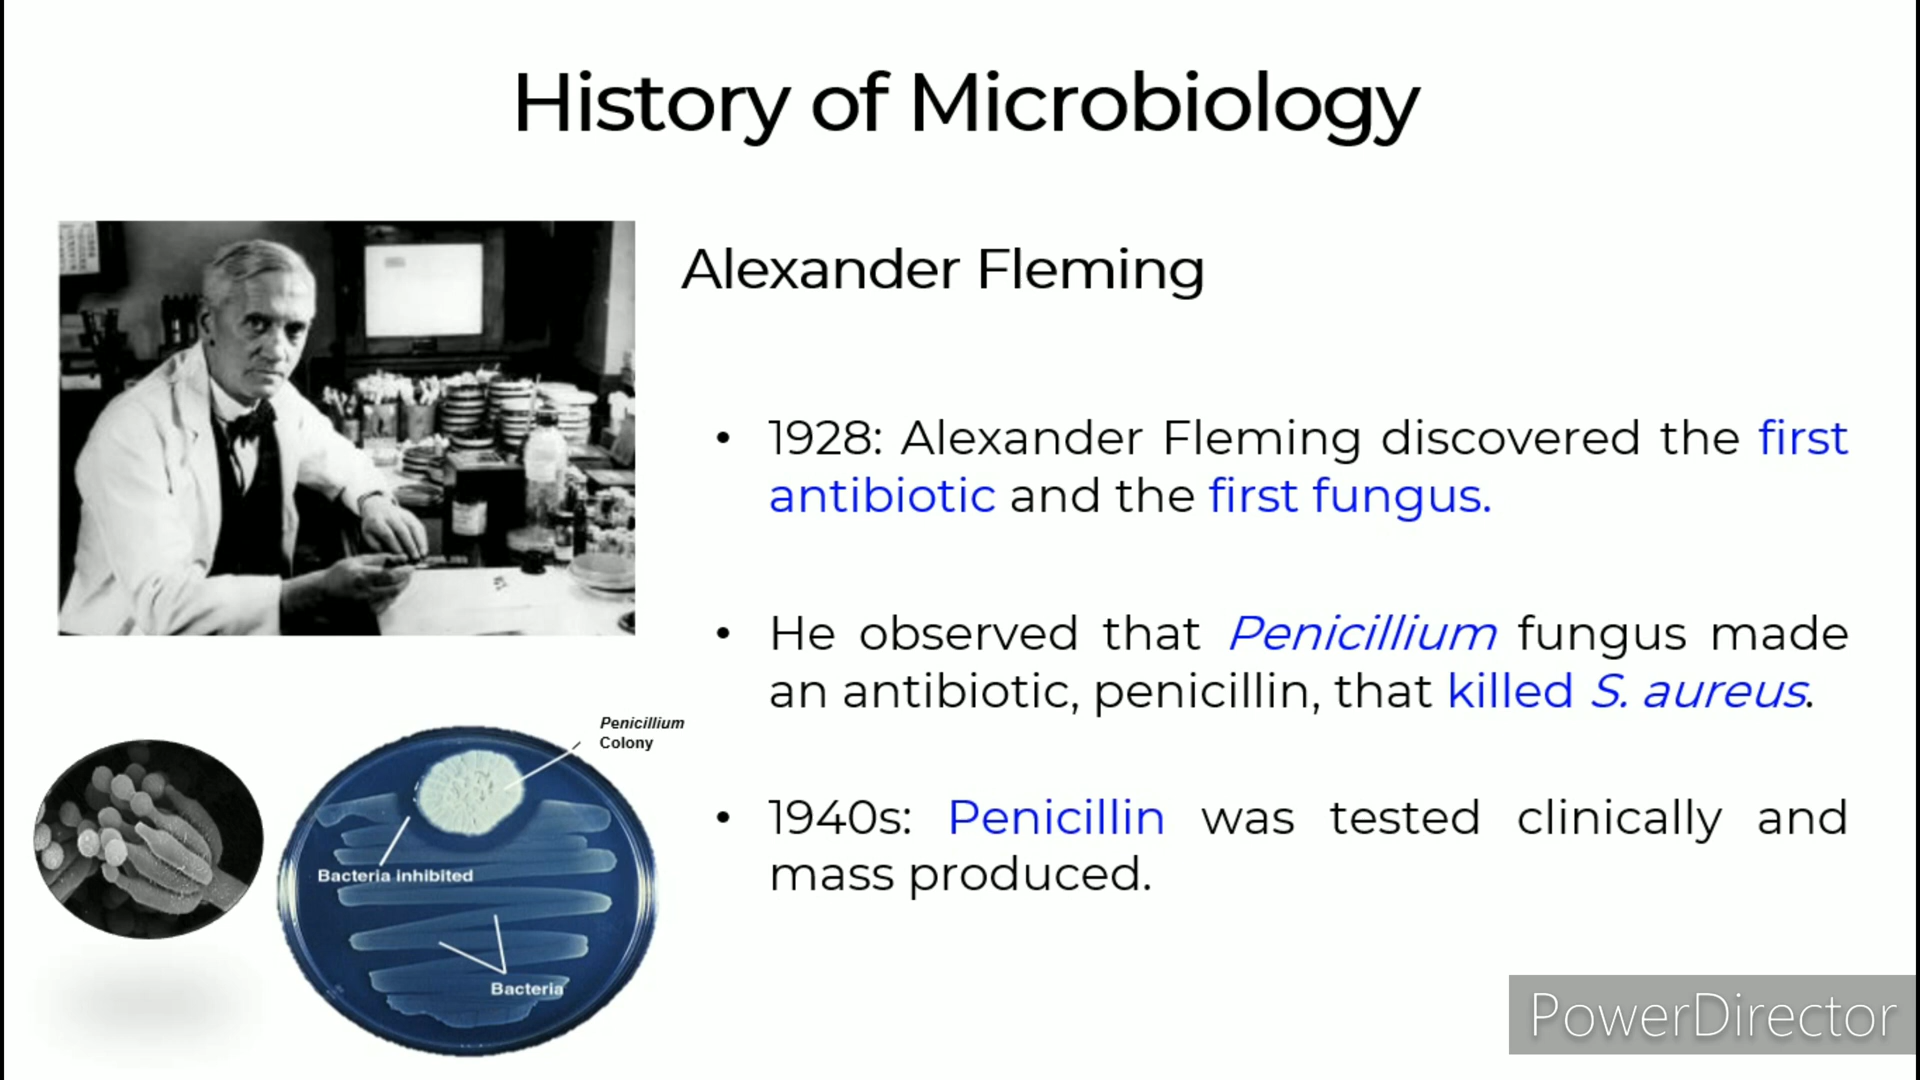 History of Microbiology
Alexander Fleming
• 1928: Alexander Fleming discovered the first
antibiotic and the first fungus.
• He observed that Penicillium fungus made
an antibiotic, penicillin, that killed S. aureus.
• 1940s: Penicillin was tested clinically and
mass produced.
Penicillium
Colony
Bacteria inhibited
Bacteria
PowerDirector